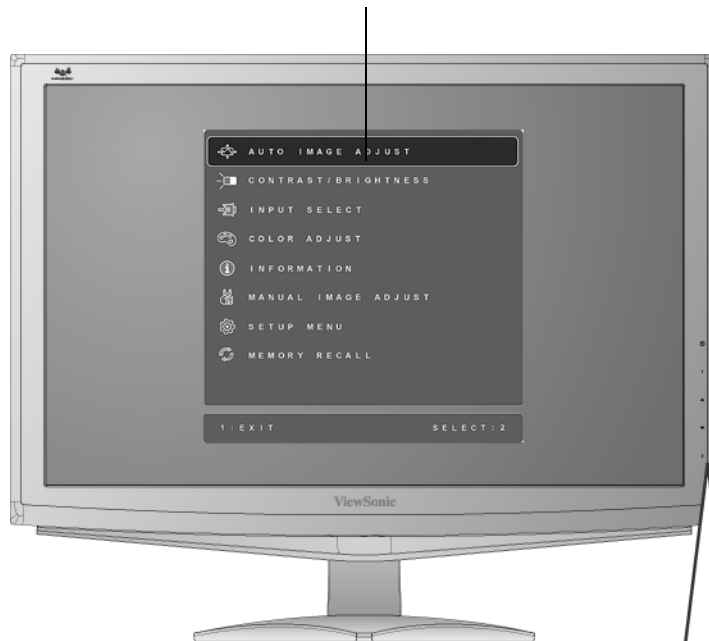 AUTO IMAGE ADJUST
CONTRAST/BRIGHTNESS
INPUT SELECT
COLOR ADJUST
INFORMATION
MANUAL IMAGE ADJUST
SETUP MENU
MEMORY RECALL
1:EXIT SELECT:2
ViewSonic